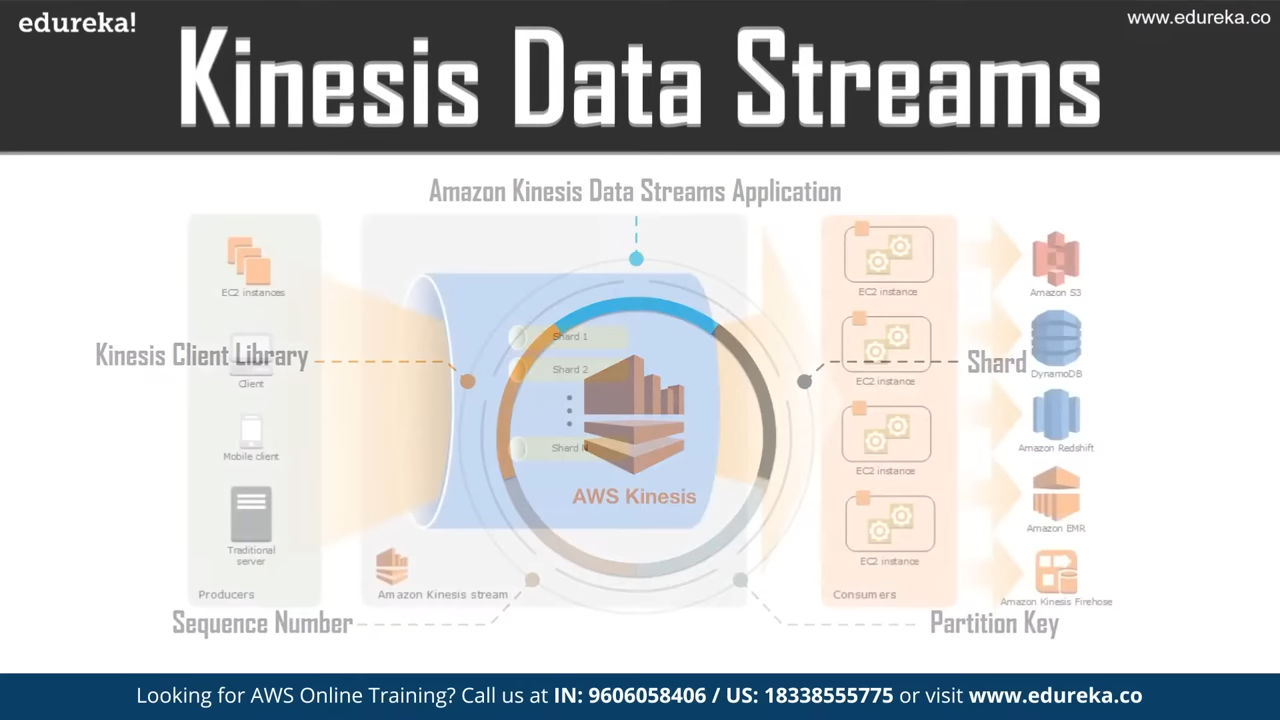 edureka!
www.edureka.co
Kinesis Data Streams
Amazon Kinesis Data Streams Application
EC2 instances
Kinesis Client Library
Client
Mobile client
Traditional
server
Producers
Shard 1
Shard 2
Shard N
AWS Kinesis
Amazon Kinesis stream
Sequence Number
EC2 instance
EC2 instance
EC2 instance
EC2 instance
Consumers
Shard
Amazon S3
DynamoDB
Amazon Redshift
Amazon EMR
Amazon Kinesis Firehose
Partition Key
Looking for AWS Online Training? Call us at IN: 9606058406 / US: 18338555775 or visit www.edureka.co